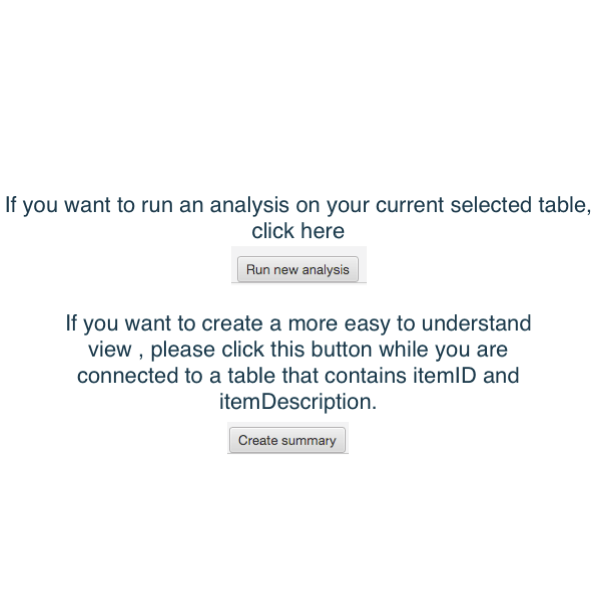 If you want to run an analysis on your current selected table,
click here
Run new analysis
If you want to create a more easy to understand
view , please click this button while you are
connected to a table that contains itemID and
itemDescription.
Create summary